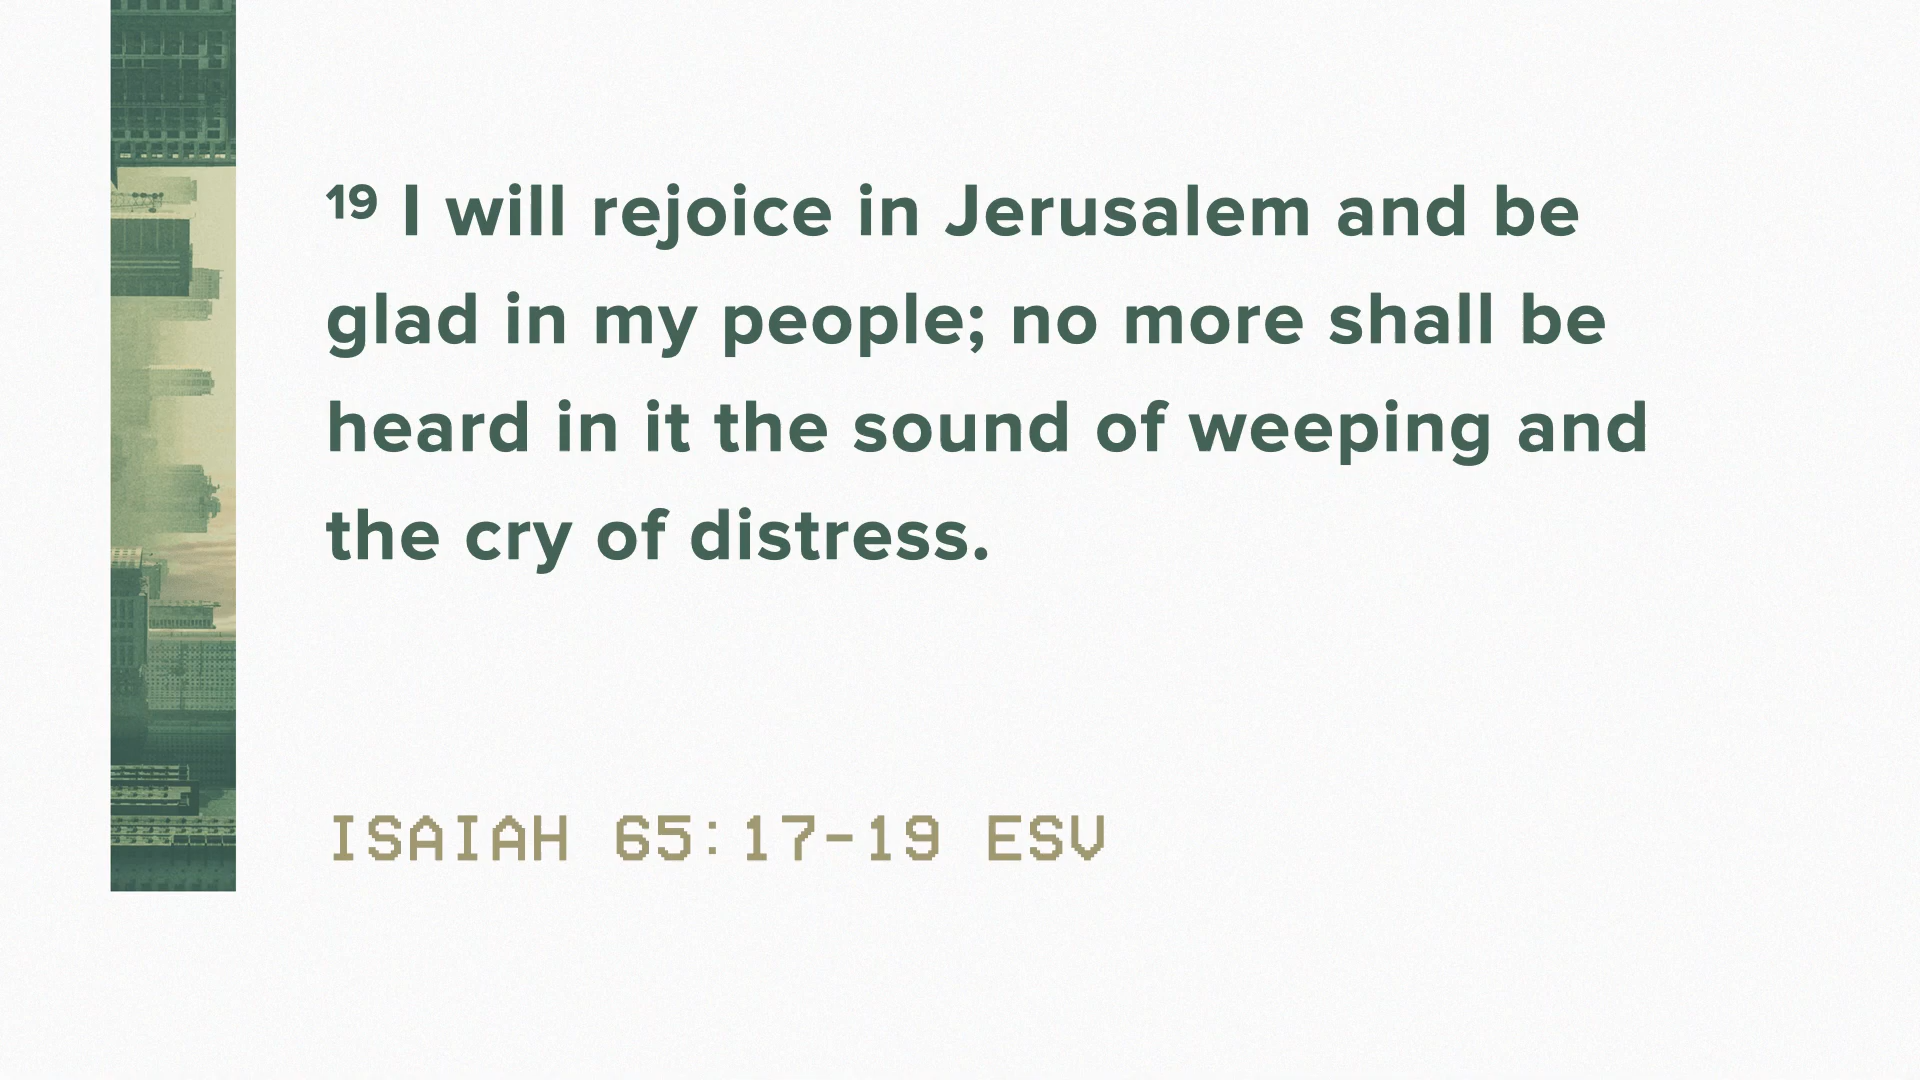 ¹⁹ I will rejoice in Jerusalem and be
glad in my people; no more shall be
heard in it the sound of weeping and
the cry of distress.
ISAIAH 65:17-19 ESV